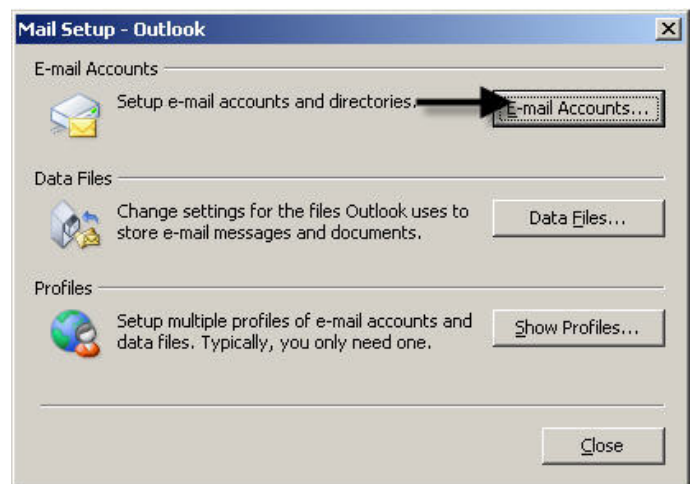 Mail Setup - Outlook
E-mail Accounts
Setup e-mail accounts and directories.
E-mail Accounts...
Data Files
Change settings for the files Outlook uses to
store e-mail messages and documents.
Data Files...
Profiles
Setup multiple profiles of e-mail accounts and
data files. Typically, you only need one.
Show Profiles...
Close